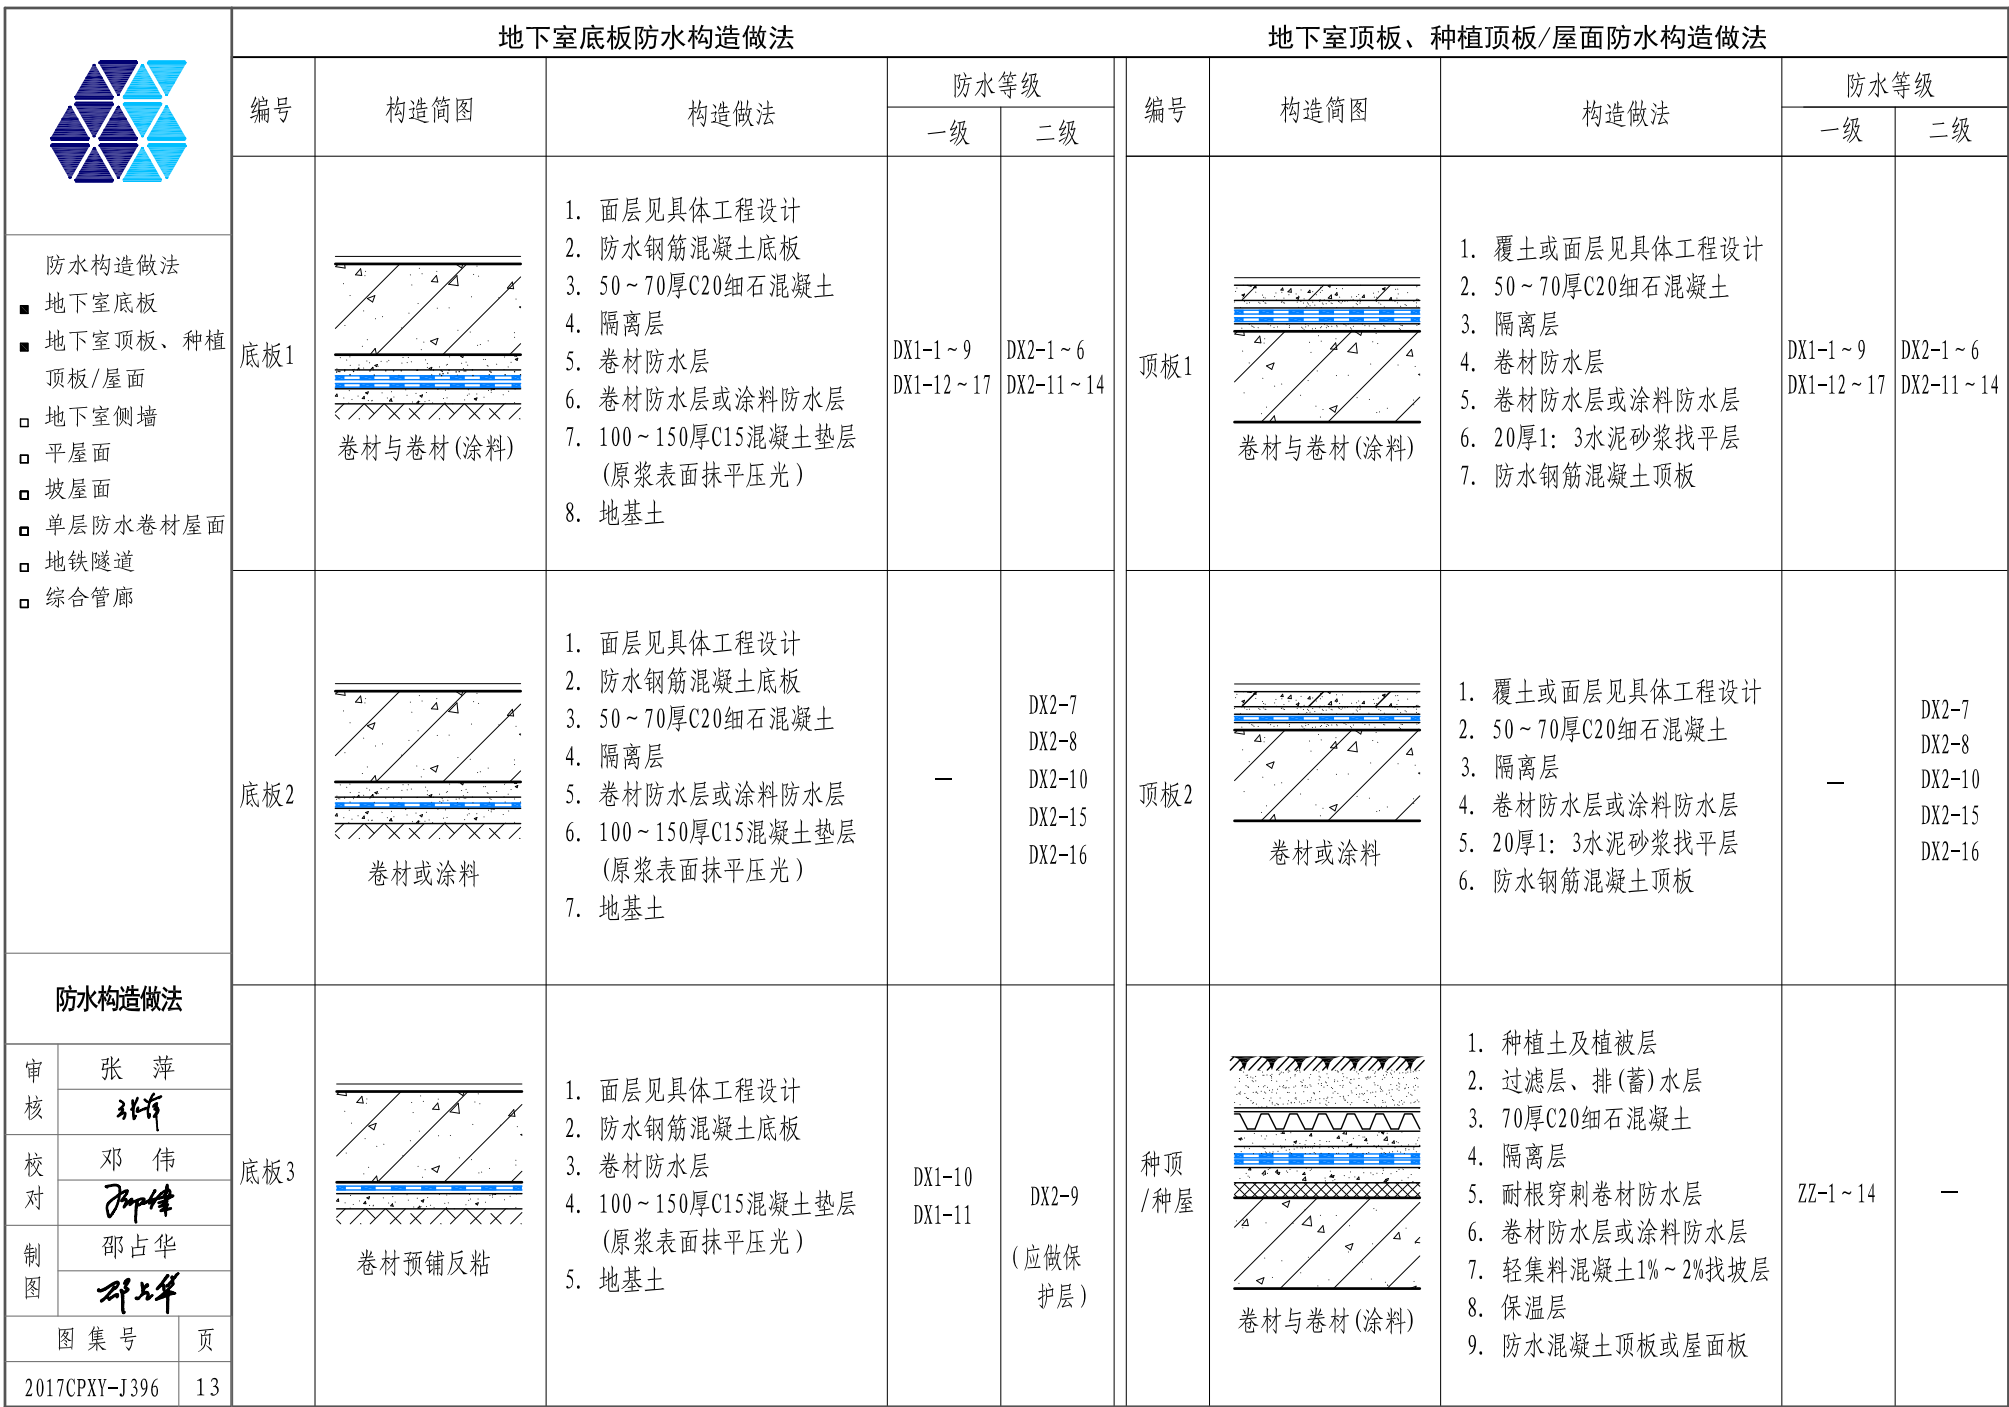 地下室底板防水构造做法
编号
构造简图
构造做法
防水等级
一级
二级
底板1
卷材与卷材(涂料)
1. 面层见具体工程设计
2. 防水钢筋混凝土底板
3. 50～70厚C20细石混凝土
4. 隔离层
5. 卷材防水层
6. 卷材防水层或涂料防水层
7. 100～150厚C15混凝土垫层
(原浆表面抹平压光)
8. 地基土
DX1-1～9
DX1-12～17
DX2-1～6
DX2-11～14
底板2
卷材或涂料
1. 面层见具体工程设计
2. 防水钢筋混凝土底板
3. 50～70厚C20细石混凝土
4. 隔离层
5. 卷材防水层或涂料防水层
6. 100～150厚C15混凝土垫层
(原浆表面抹平压光)
7. 地基土
—
DX2-7
DX2-8
DX2-10
DX2-15
DX2-16
底板3
卷材预铺反粘
1. 面层见具体工程设计
2. 防水钢筋混凝土底板
3. 卷材防水层
4. 100～150厚C15混凝土垫层
(原浆表面抹平压光)
5. 地基土
DX1-10
DX1-11
DX2-9
(应做保
护层)
地下室顶板、种植顶板/屋面防水构造做法
编号
构造简图
构造做法
防水等级
一级
二级
顶板1
卷材与卷材(涂料)
1. 覆土或面层见具体工程设计
2. 50～70厚C20细石混凝土
3. 隔离层
4. 卷材防水层
5. 卷材防水层或涂料防水层
6. 20厚1: 3水泥砂浆找平层
7. 防水钢筋混凝土顶板
DX1-1～9
DX1-12～17
DX2-1～6
DX2-11～14
顶板2
卷材或涂料
1. 覆土或面层见具体工程设计
2. 50～70厚C20细石混凝土
3. 隔离层
4. 卷材防水层或涂料防水层
5. 20厚1: 3水泥砂浆找平层
6. 防水钢筋混凝土顶板
—
DX2-7
DX2-8
DX2-10
DX2-15
DX2-16
种顶
/种屋
卷材与卷材(涂料)
1. 种植土及植被层
2. 过滤层、排(蓄)水层
3. 70厚C20细石混凝土
4. 隔离层
5. 耐根穿刺卷材防水层
6. 卷材防水层或涂料防水层
7. 轻集料混凝土1%～2%找坡层
8. 保温层
9. 防水混凝土顶板或屋面板
ZZ-1～14
—
防水构造做法
■ 地下室底板
■ 地下室顶板、种植
顶板/屋面
□ 地下室侧墙
□ 平屋面
□ 坡屋面
□ 单层防水卷材屋面
□ 地铁隧道
□ 综合管廊
防水构造做法
审核
张 萍
张萍
校对
邓 伟
邓伟
制图
邵占华
邵占华
图集号
页
2017CPXY-J396
13